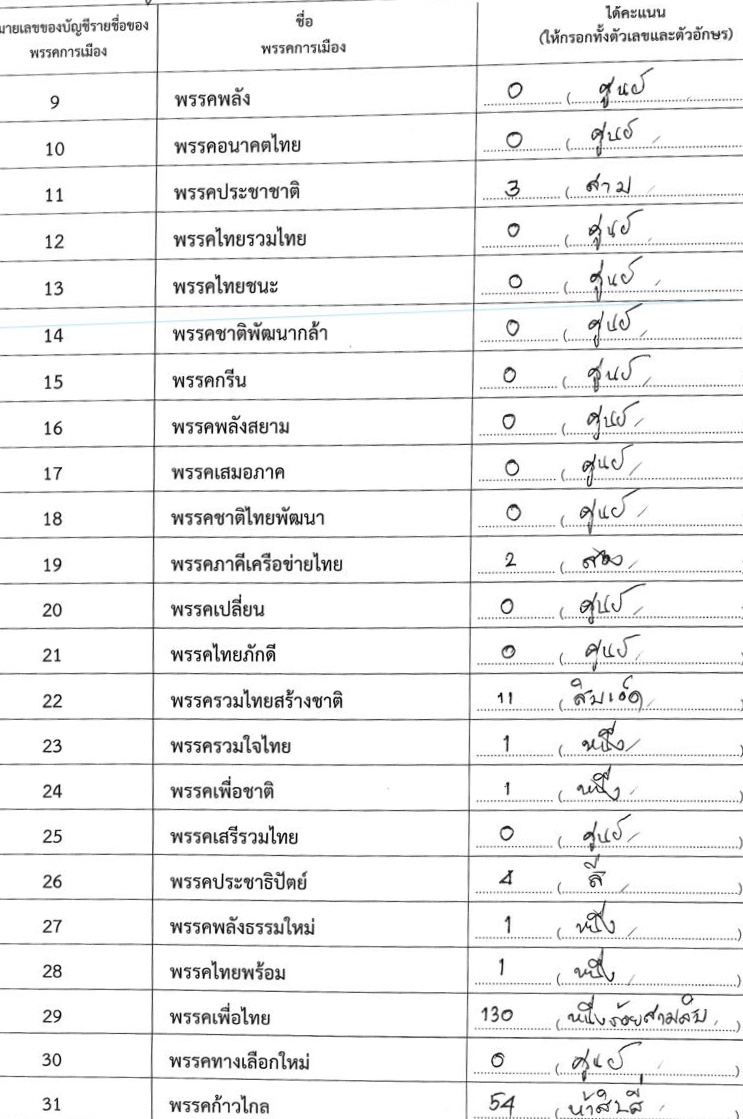 มายเลขของบัญชีรายชื่อของ พรรคการเมือง ชื่อ พรรคการเมือง ได้คะแนน (ให้กรอกทั้งตัวเลขและตัวอักษร)
9 พรรคพลัง 0 ( ศูนย์
10 พรรคอนาคตไทย 0 ( ศูนย์
11 พรรคประชาชาติ 3 ( สาม
12 พรรคไทยรวมไทย 0 ( ศูนย์
13 พรรคไทยชนะ 0 ( ศูนย์
14 พรรคชาติพัฒนากล้า 0 ( ศูนย์
15 พรรคกรีน 0 ( ศูนย์
16 พรรคพลังสยาม 0 ( ศูนย์
17 พรรคเสมอภาค 0 ( ศูนย์
18 พรรคชาติไทยพัฒนา 0 ( ศูนย์
19 พรรคภาคีเครือข่ายไทย 2 ( สอง
20 พรรคเปลี่ยน 0 ( ศูนย์
21 พรรคไทยภักดี 0 ( ศูนย์
22 พรรครวมไทยสร้างชาติ 11 ( สิบเอ็ด )
23 พรรครวมใจไทย 1 ( หนึ่ง )
24 พรรคเพื่อชาติ 1 ( หนึ่ง )
25 พรรคเสรีรวมไทย 0 ( ศูนย์ )
26 พรรคประชาธิปัตย์ 4 ( สี่ )
27 พรรคพลังธรรมใหม่ 1 ( หนึ่ง )
28 พรรคไทยพร้อม 1 ( หนึ่ง )
29 พรรคเพื่อไทย 130 ( หนึ่งร้อยสามสิบ )
30 พรรคทางเลือกใหม่ 0 ( ศูนย์ )
31 พรรคก้าวไกล 54 ( ห้าสิบสี่ )